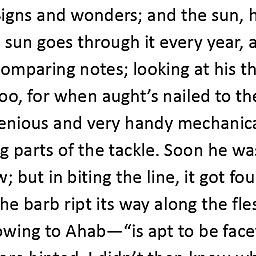 Signs and wonders; and the sun, h
sun goes through it every year, a
omparing notes; looking at his th
oo, for when aught's nailed to the
enious and very handy mechanica
g parts of the tackle. Soon he was
w; but in biting the line, it got fou
he barb ript its way along the fles
owing to Ahab—“is apt to be face